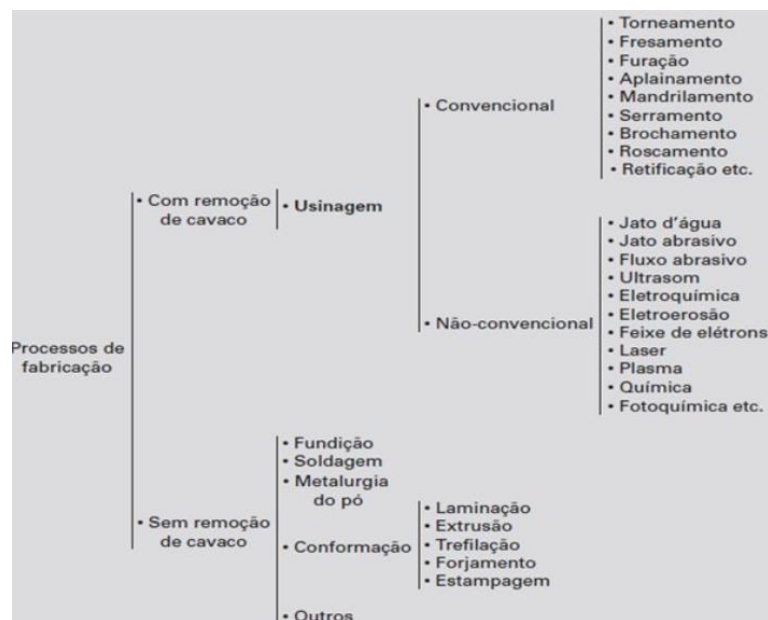 Processos de
fabricação
• Com remoção
de cavaco
• Usinagem
• Convencional
• Torneamento
• Fresamento
• Furação
• Aplainamento
• Mandrilamento
• Serramento
• Brochamento
• Roscamento
• Retificação etc.
• Não-convencional
• Jato d'água
• Jato abrasivo
• Fluxo abrasivo
• Ultrasom
• Eletroquímica
• Eletroerosão
• Feixe de elétrons
• Laser
• Plasma
• Química
• Fotoquímica etc.
• Sem remoção
de cavaco
• Fundição
• Soldagem
• Metalurgia
do pó
• Conformação
• Laminação
• Extrusão
• Trefilação
• Forjamento
• Estampagem
• Outros